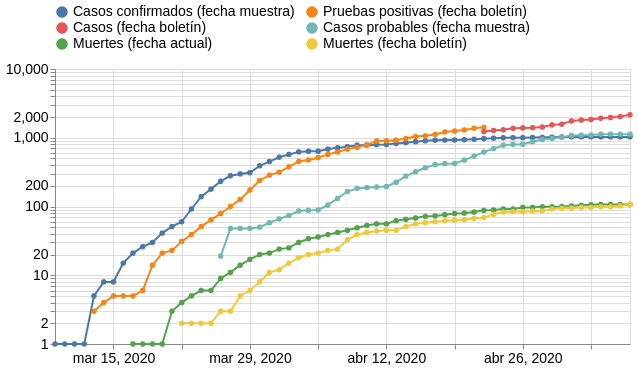 Casos confirmados (fecha muestra) Pruebas positivas (fecha boletín)
Casos (fecha boletín) Casos probables (fecha muestra)
Muertes (fecha actual) Muertes (fecha boletín)
10,000
2,000
1,000
200
100
20
10
2
1
mar 15, 2020 mar 29, 2020 abr 12, 2020 abr 26, 2020